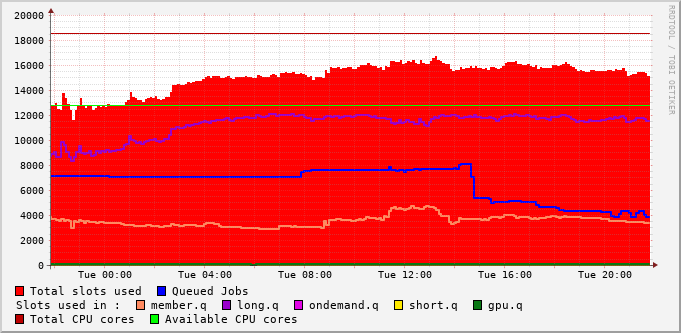 20000
18000
16000
14000
12000
10000
8000
6000
4000
2000
0
Tue 00:00 Tue 04:00 Tue 08:00 Tue 12:00 Tue 16:00 Tue 20:00
RRDTOOL / TOBI OETIKER
Total slots used Queued Jobs
Slots used in : member.q long.q ondemand.q short.q gpu.q
Total CPU cores Available CPU cores